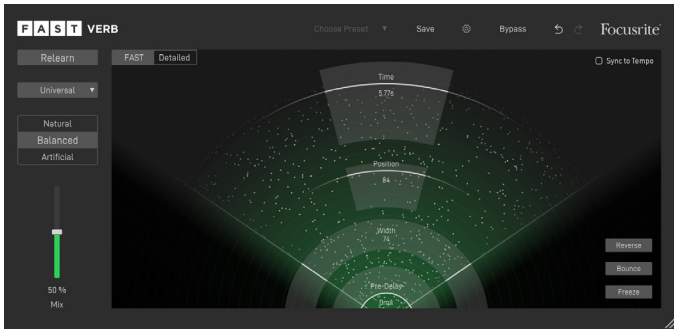 FAST VERB
Choose Preset
Save
Bypass
Focusrite
Relearn
FAST
Detailed
Sync to Tempo
Universal
Natural
Balanced
Artificial
Time
5.77s
Position
84
Width
74
Pre-Delay
0ms
Reverse
Bounce
Freeze
50 %
Mix